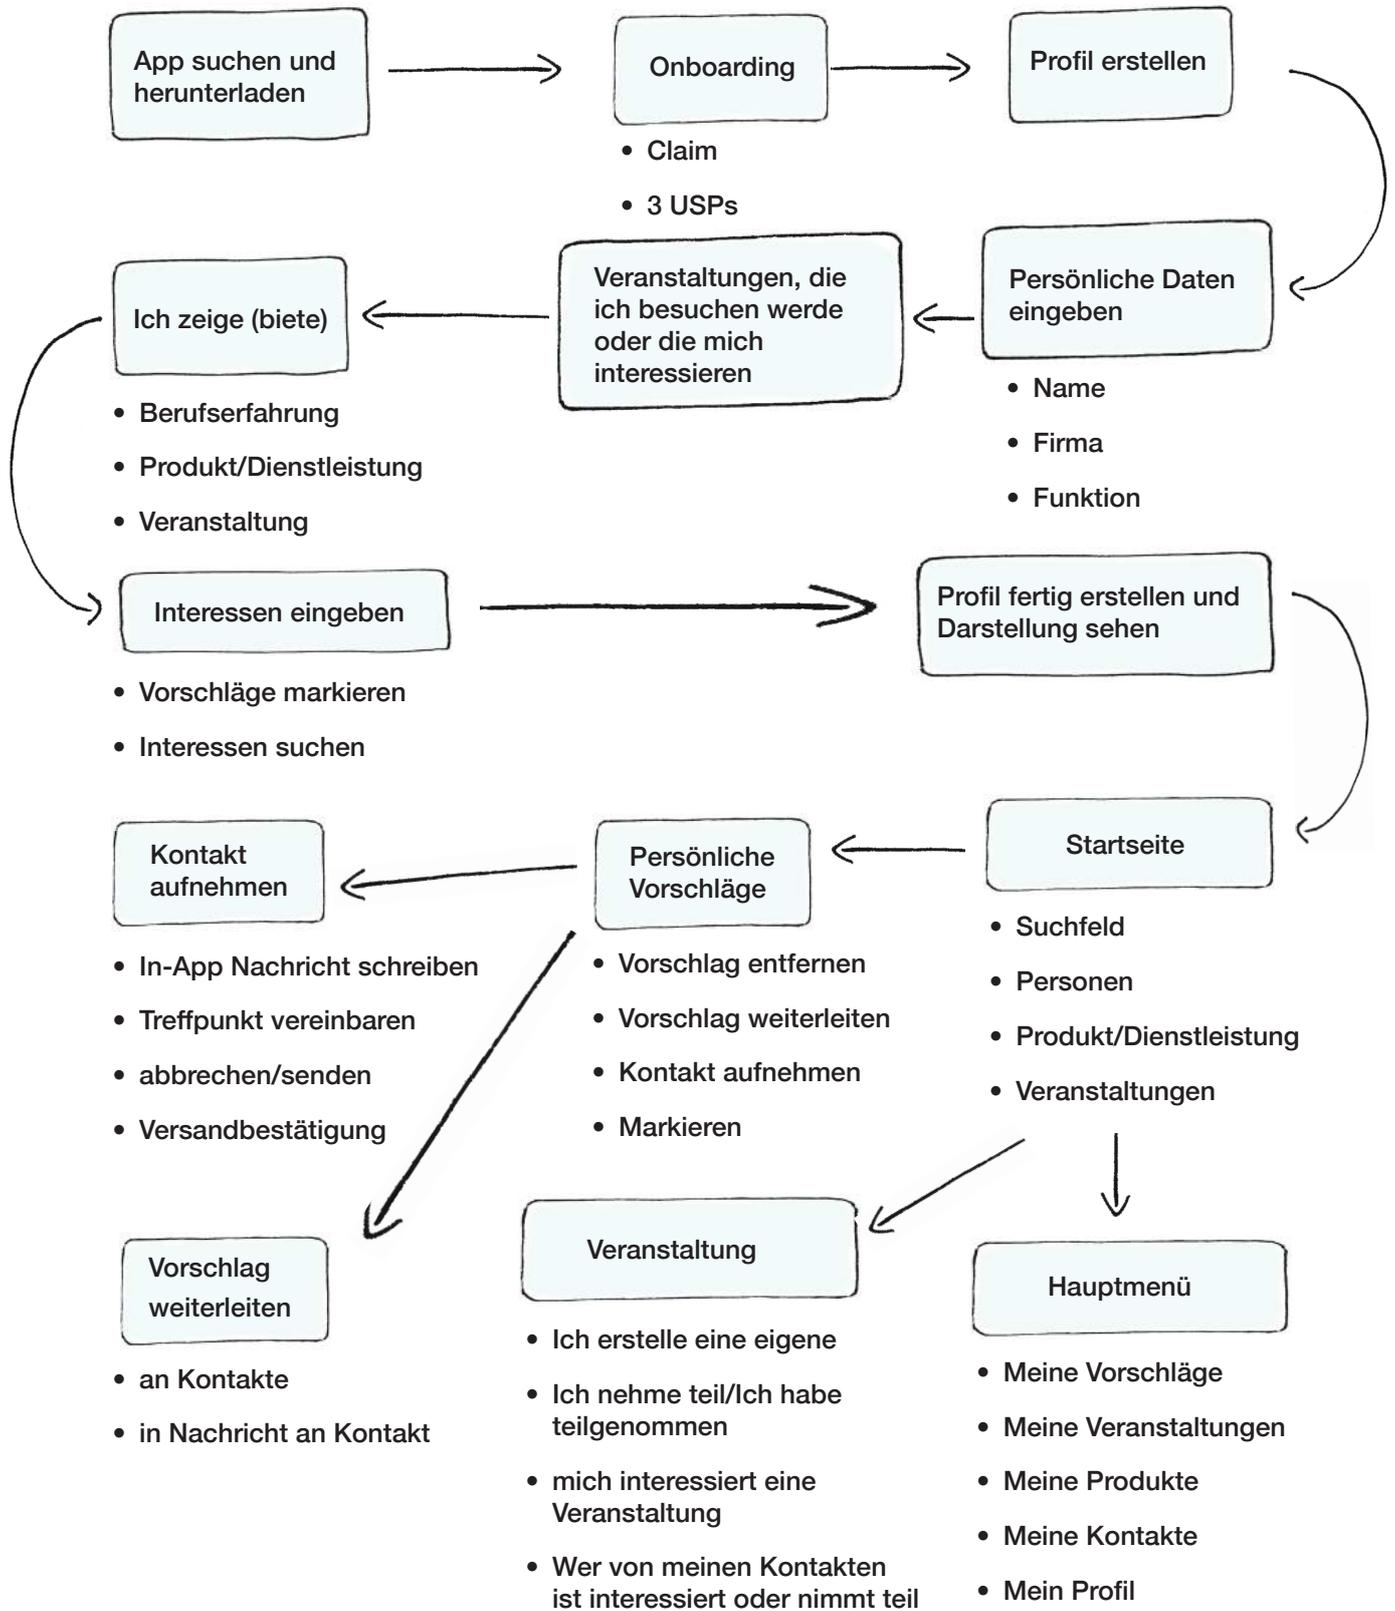 App suchen und
herunterladen
Onboarding
• Claim
• 3 USPs
Profil erstellen
Persönliche Daten
eingeben
• Name
• Firma
• Funktion
Veranstaltungen, die
ich besuchen werde
oder die mich
interessieren
Ich zeige (biete)
• Berufserfahrung
• Produkt/Dienstleistung
• Veranstaltung
Interessen eingeben
• Vorschläge markieren
• Interessen suchen
Profil fertig erstellen und
Darstellung sehen
Startseite
• Suchfeld
• Personen
• Produkt/Dienstleistung
• Veranstaltungen
Persönliche
Vorschläge
• Vorschlag entfernen
• Vorschlag weiterleiten
• Kontakt aufnehmen
• Markieren
Kontakt
aufnehmen
• In-App Nachricht schreiben
• Treffpunkt vereinbaren
• abbrechen/senden
• Versandbestätigung
Vorschlag
weiterleiten
• an Kontakte
• in Nachricht an Kontakt
Veranstaltung
• Ich erstelle eine eigene
• Ich nehme teil/Ich habe
teilgenommen
• mich interessiert eine
Veranstaltung
• Wer von meinen Kontakten
ist interessiert oder nimmt teil
Hauptmenü
• Meine Vorschläge
• Meine Veranstaltungen
• Meine Produkte
• Meine Kontakte
• Mein Profil